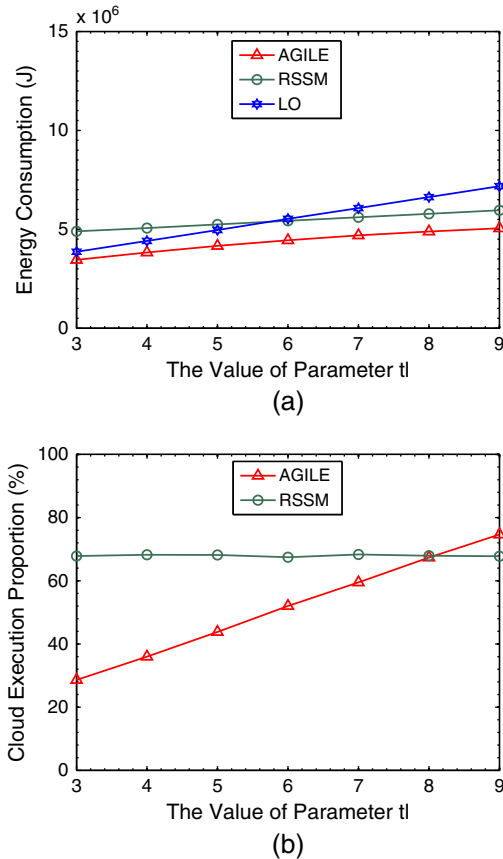 × 10^6
15
10
5
0
Energy Consumption (J)
AGILE
RSSM
LO
3 4 5 6 7 8 9
The Value of Parameter tl
(a)
100
80
60
40
20
0
Cloud Execution Proportion (%)
AGILE
RSSM
3 4 5 6 7 8 9
The Value of Parameter tl
(b)